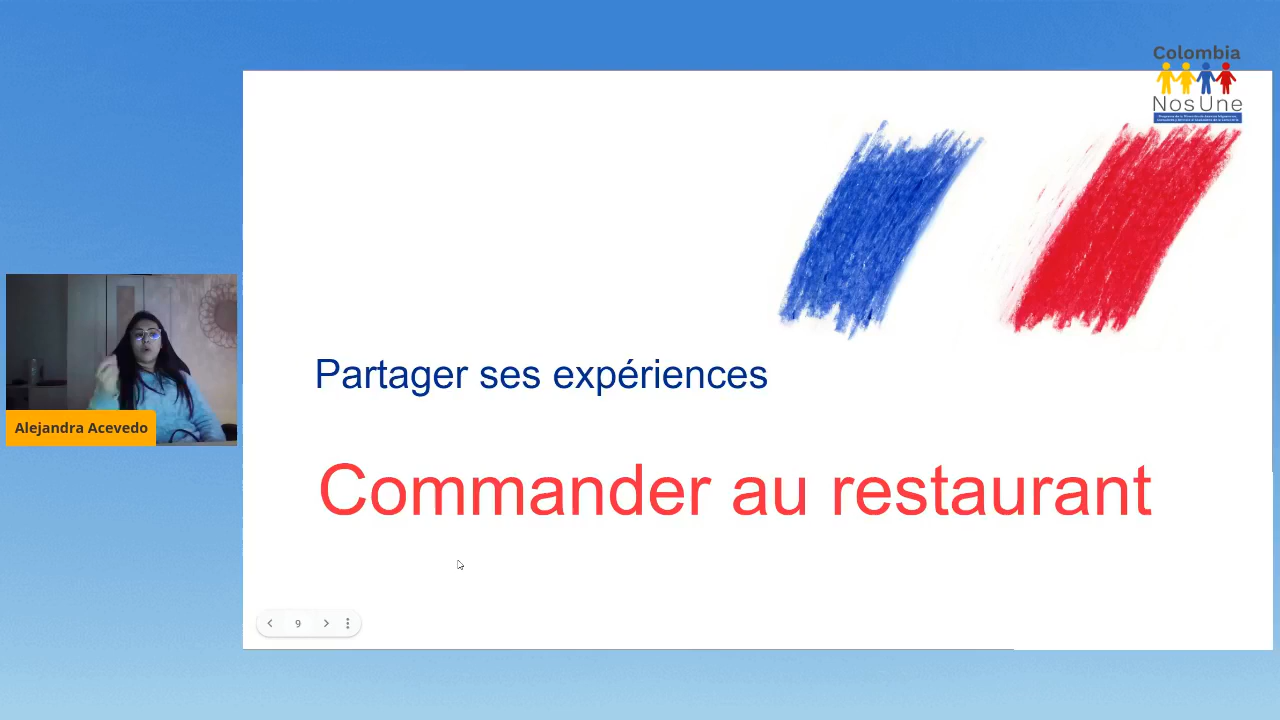 Colombia
NosUne
Partager ses expériences
Alejandra Acevedo
Commander au restaurant
9